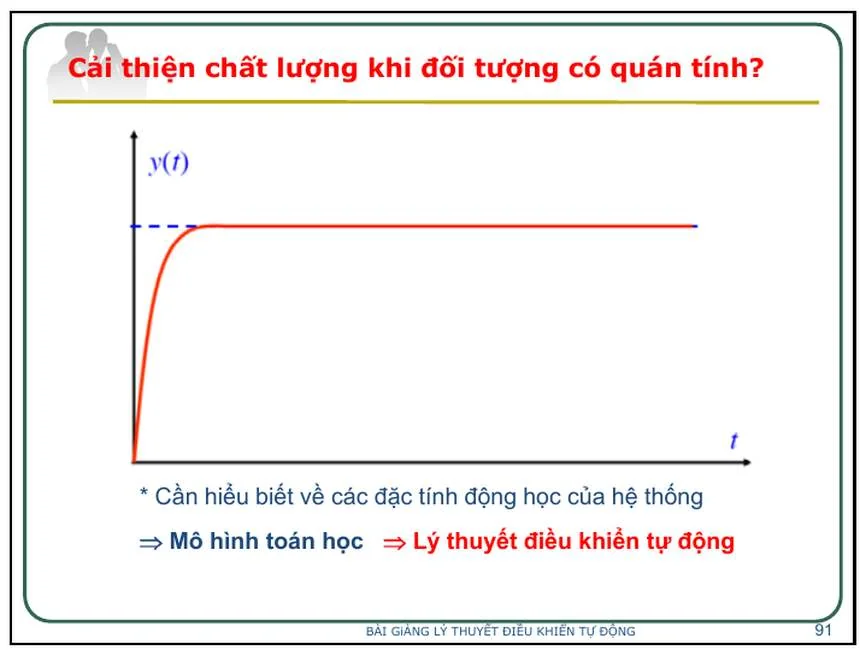 Cải thiện chất lượng khi đối tượng có quán tính?
y(t)
t
* Cần hiểu biết về các đặc tính động học của hệ thống
⇒ Mô hình toán học ⇒ Lý thuyết điều khiển tự động
BÀI GiẢNG LÝ THUYẾT ĐIỀU KHIỂN TỰ ĐỘNG 91